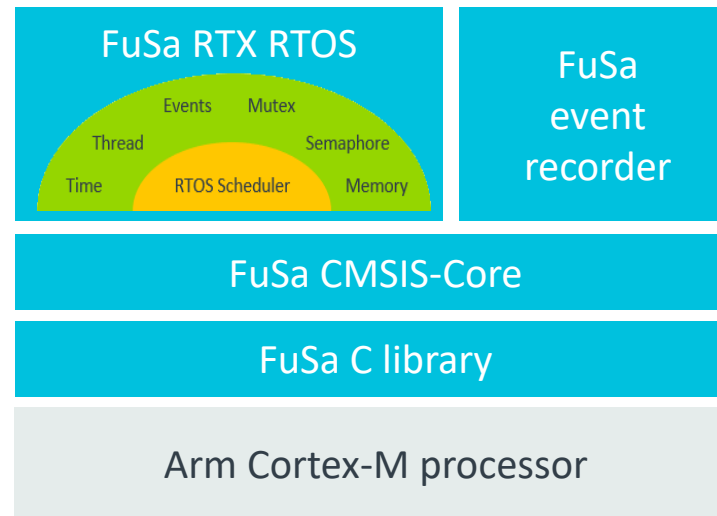 FuSa RTX RTOS
Events Mutex
Thread Semaphore
Time RTOS Scheduler Memory
FuSa
event
recorder
FuSa CMSIS-Core
FuSa C library
Arm Cortex-M processor